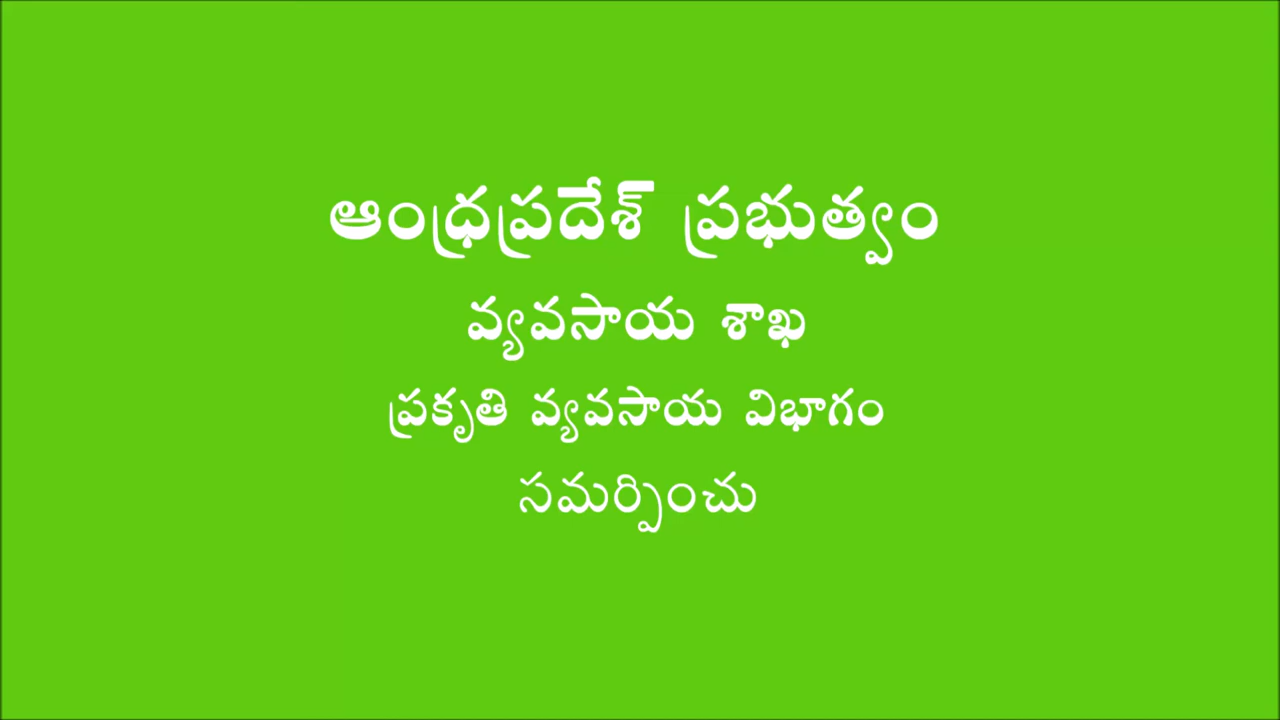 ఆంధ్రప్రదేశ్ ప్రభుత్వం
వ్యవసాయ శాఖ
ప్రకృతి వ్యవసాయ విభాగం
సమర్పించు